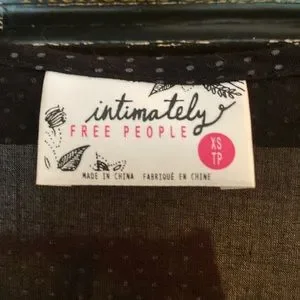 intimately
FREE PEOPLE
XS
TP
MADE IN CHINA FABRIQUÉ EN CHINE